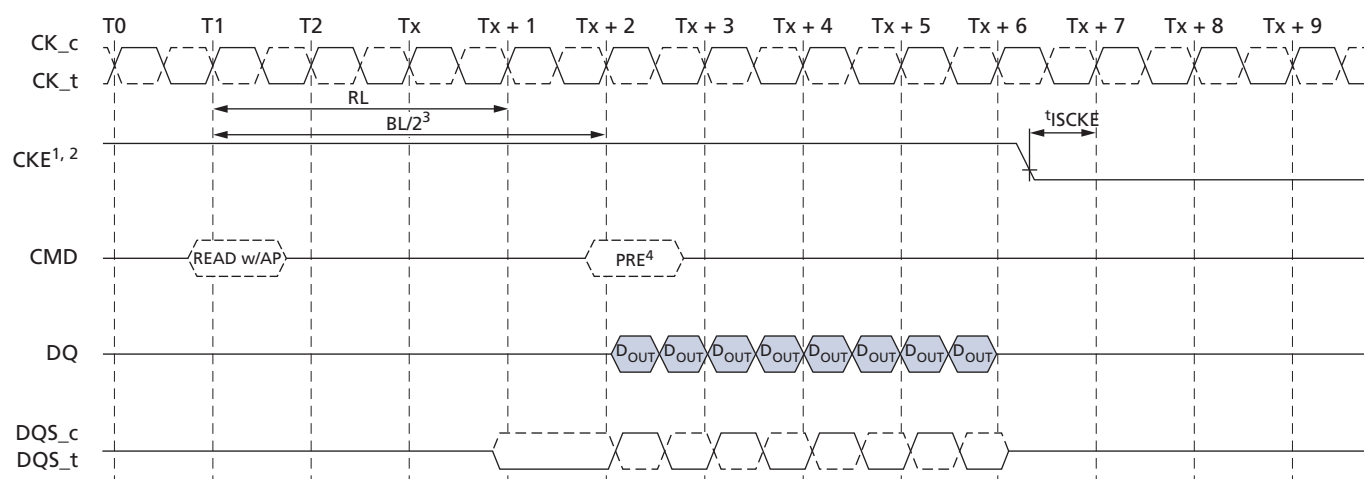 T0 T1 T2 Tx Tx + 1 Tx + 2 Tx + 3 Tx + 4 Tx + 5 Tx + 6 Tx + 7 Tx + 8 Tx + 9
CK_c
CK_t
RL
BL/2³
tISCKE
CKE1, 2
CMD READ w/AP PRE⁴
DQ DOUT DOUT DOUT DOUT DOUT DOUT DOUT DOUT
DQS_c
DQS_t